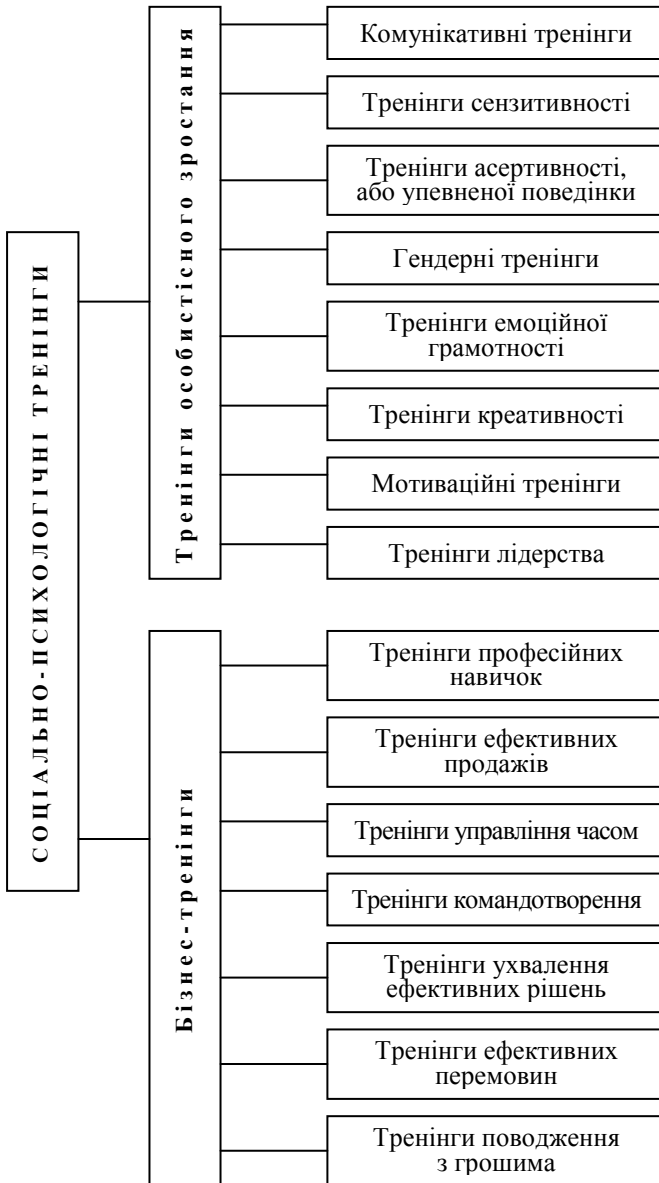 СОЦІАЛЬНО-ПСИХОЛОГІЧНІ ТРЕНІНГИ
Тренінги особистісного зростання
Комунікативні тренінги
Тренінги сензитивності
Тренінги асертивності,
або упевненої поведінки
Гендерні тренінги
Тренінги емоційної
грамотності
Тренінги креативності
Мотиваційні тренінги
Тренінги лідерства
Бізнес-тренінги
Тренінги професійних
навичок
Тренінги ефективних
продажів
Тренінги управління часом
Тренінги командотворення
Тренінги ухвалення
ефективних рішень
Тренінги ефективних
перемовин
Тренінги поводження
з грошима